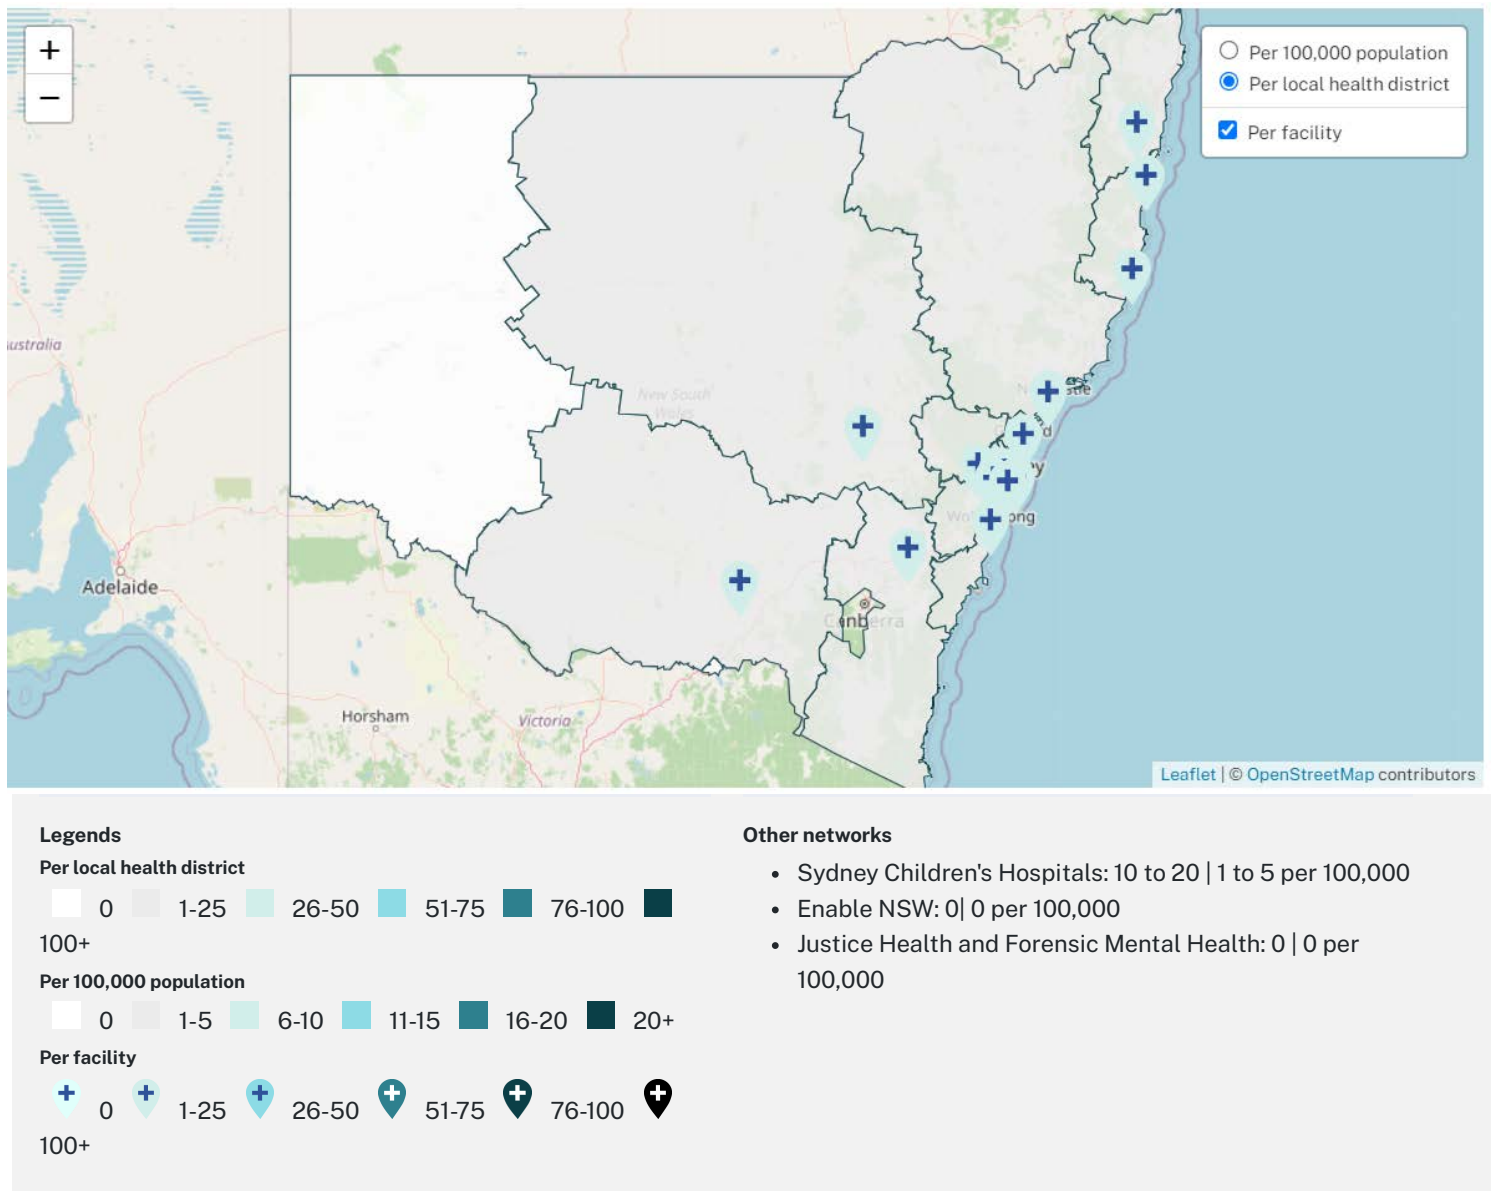 +
−
Per 100,000 population
Per local health district
Per facility
ustralia
New South
Wales
Adelaide
Canberra
Horsham
Victoria
Leaflet | © OpenStreetMap contributors
Legends
Per local health district
0 1-25 26-50 51-75 76-100
100+
Per 100,000 population
0 1-5 6-10 11-15 16-20 20+
Per facility
0 1-25 26-50 51-75 76-100
100+
Other networks
• Sydney Children's Hospitals: 10 to 20 | 1 to 5 per 100,000
• Enable NSW: 0| 0 per 100,000
• Justice Health and Forensic Mental Health: 0 | 0 per
100,000